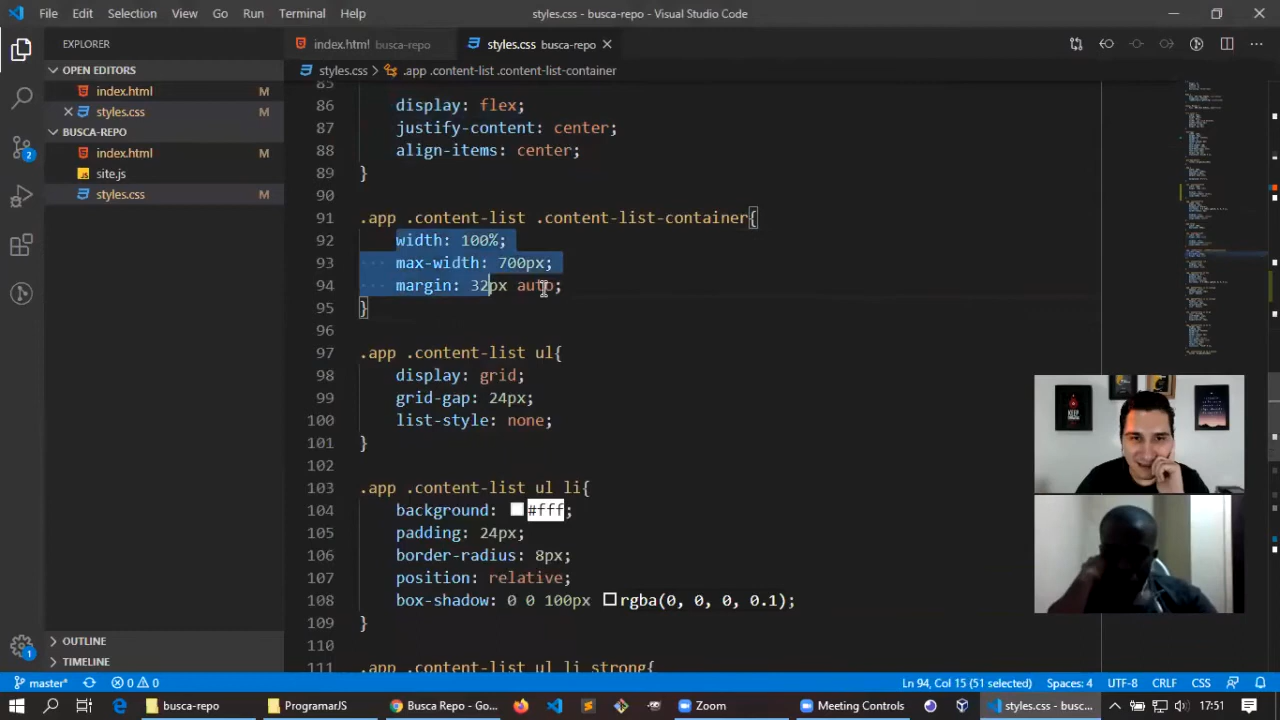 File Edit Selection View Go Run Terminal Help
styles.css - busca-repo - Visual Studio Code
EXPLORER
index.html busca-repo
styles.css busca-repo
OPEN EDITORS
index.html M
styles.css M
BUSCA-REPO
index.html M
site.js
styles.css M
OUTLINE
TIMELINE
styles.css > .app .content-list .content-list-container
85
86 display: flex;
87 justify-content: center;
88 align-items: center;
89 }
90
91 .app .content-list .content-list-container{
92 width: 100%;
93 max-width: 700px;
94 margin: 32px auto;
95 }
96
97 .app .content-list ul{
98 display: grid;
99 grid-gap: 24px;
100 list-style: none;
101 }
102
103 .app .content-list ul li{
104 background: #fff;
105 padding: 24px;
106 border-radius: 8px;
107 position: relative;
108 box-shadow: 0 0 100px rgba(0, 0, 0, 0.1);
109 }
110
111 .app .content-list ul li strong{
2
1
KEEP
master* 0 0
Ln 94, Col 15 (51 selected) Spaces: 4 UTF-8 CRLF CSS
busca-repo
ProgramarJS
Busca Repo - Go...
Zoom
Meeting Controls
styles.css - busc...
17:51